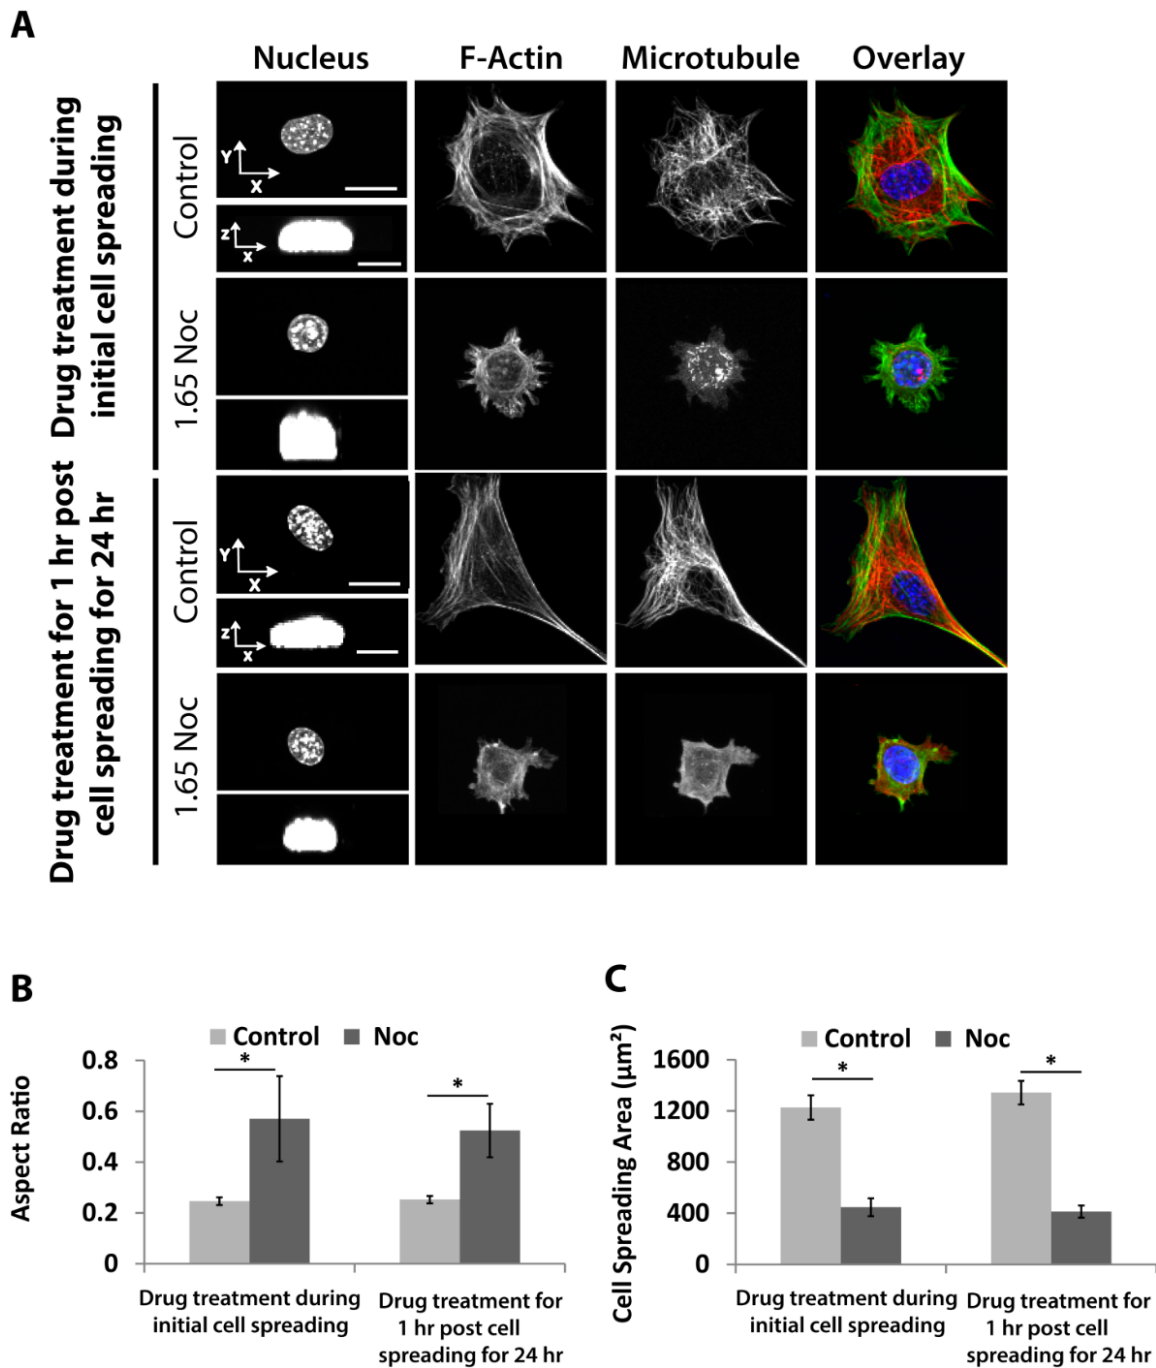 A
Nucleus
F-Actin
Microtubule
Overlay
Drug treatment during
initial cell spreading
Control
Y
X
Z
X
1.65 Noc
Drug treatment for 1 hr post
cell spreading for 24 hr
Control
Y
X
Z
X
1.65 Noc
B
Control
Noc
Aspect Ratio
0.8
0.6
0.4
0.2
0
*
*
Drug treatment during
initial cell spreading
Drug treatment for
1 hr post cell
spreading for 24 hr
C
Control
Noc
Cell Spreading Area (µm²)
1600
1200
800
400
0
*
*
Drug treatment during
initial cell spreading
Drug treatment for
1 hr post cell
spreading for 24 hr